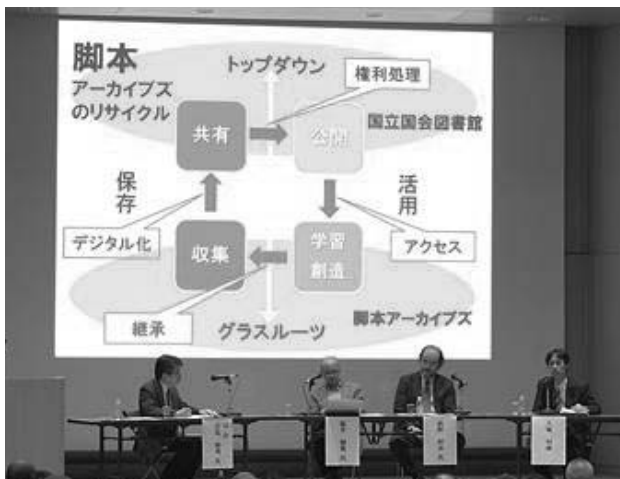 脚本
アーカイブズ
のリサイクル
トップダウン
権利処理
共有
公開
国立国会図書館
保存
活用
デジタル化
アクセス
収集
学習
創造
継承
グラスルーツ
脚本アーカイブズ